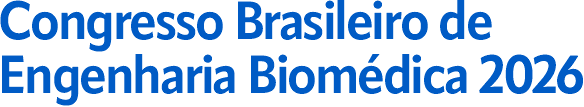 Congresso Brasileiro de
Engenharia Biomédica 2026